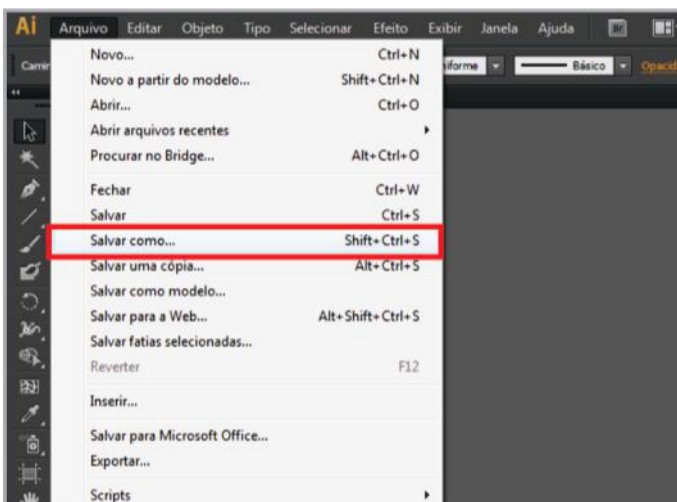 Ai Arquivo Editar Objeto Tipo Selecionar Efeito Exibir Janela Ajuda Br
Novo... Ctrl+N
Novo a partir do modelo... Shift+Ctrl+N
Abrir... Ctrl+O
Abrir arquivos recentes
Procurar no Bridge... Alt+Ctrl+O
Fechar Ctrl+W
Salvar Ctrl+S
Salvar como... Shift+Ctrl+S
Salvar uma cópia... Alt+Ctrl+S
Salvar como modelo...
Salvar para a Web... Alt+Shift+Ctrl+S
Salvar fatias selecionadas...
Reverter F12
Inserir...
Salvar para Microsoft Office...
Exportar...
Scripts
Camin
iforme Básico Opacid